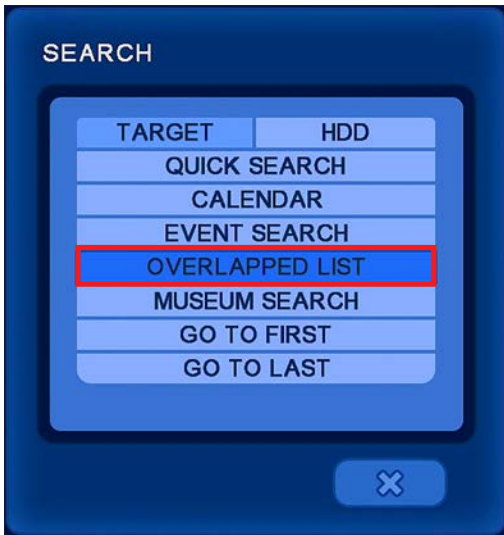 SEARCH
TARGET HDD
QUICK SEARCH
CALENDAR
EVENT SEARCH
OVERLAPPED LIST
MUSEUM SEARCH
GO TO FIRST
GO TO LAST